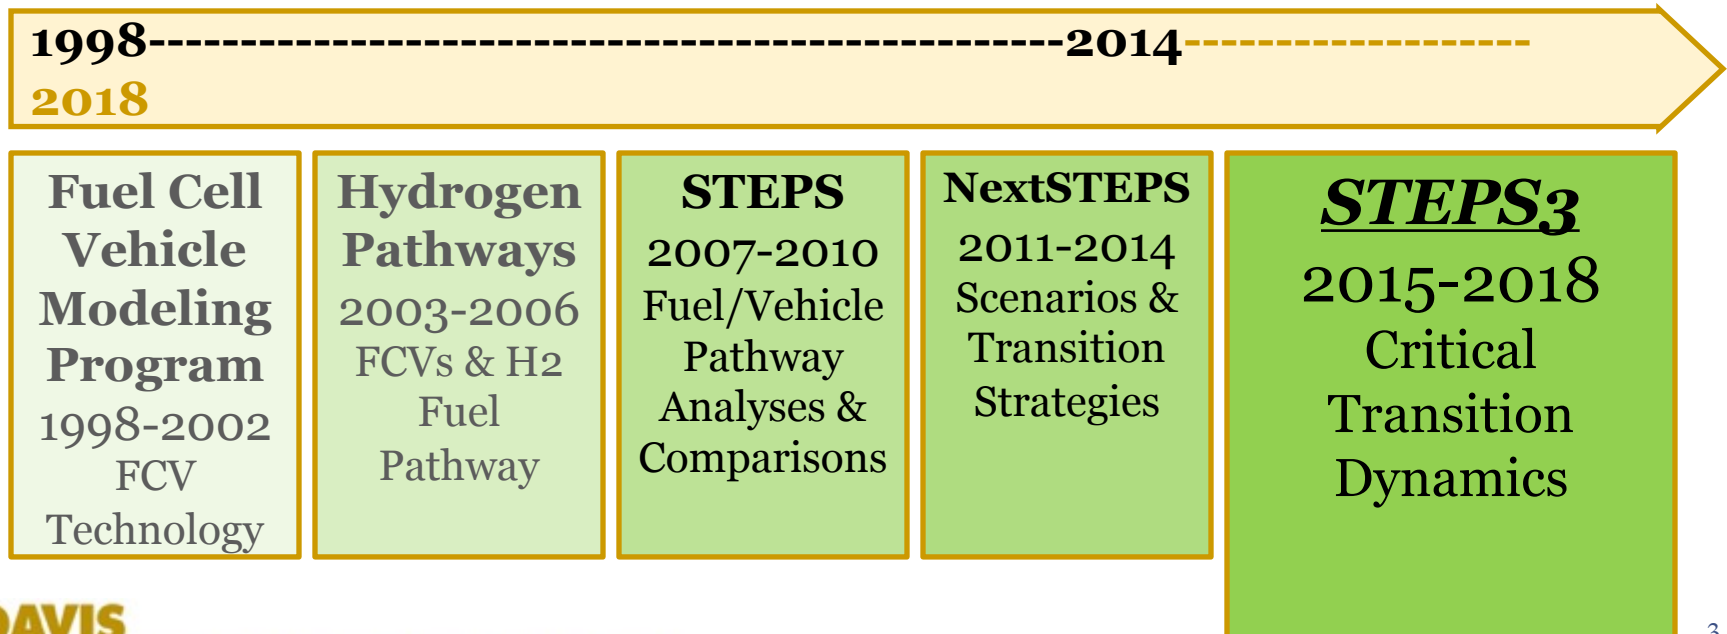 1998--------------------------------------------------2014-------------------
2018
Fuel Cell
Vehicle
Modeling
Program
1998-2002
FCV
Technology
Hydrogen
Pathways
2003-2006
FCVs & H2
Fuel
Pathway
STEPS
2007-2010
Fuel/Vehicle
Pathway
Analyses &
Comparisons
NextSTEPS
2011-2014
Scenarios &
Transition
Strategies
STEPS3
2015-2018
Critical
Transition
Dynamics
DAVIS
3